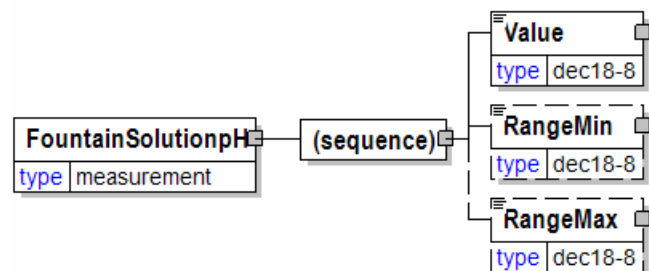 Value
type dec18-8
FountainSolutionpH
type measurement
(sequence)
RangeMin
type dec18-8
RangeMax
type dec18-8